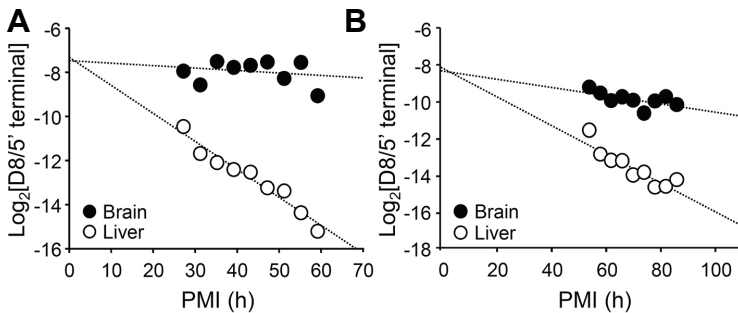 A
B
-6
-8
-10
-12
-14
-16
Log2[D8/5' terminal]
Brain
Liver
0 10 20 30 40 50 60 70
PMI (h)
-6
-8
-10
-12
-14
-16
-18
Log2[D8/5' terminal]
Brain
Liver
0 20 40 60 80 100
PMI (h)